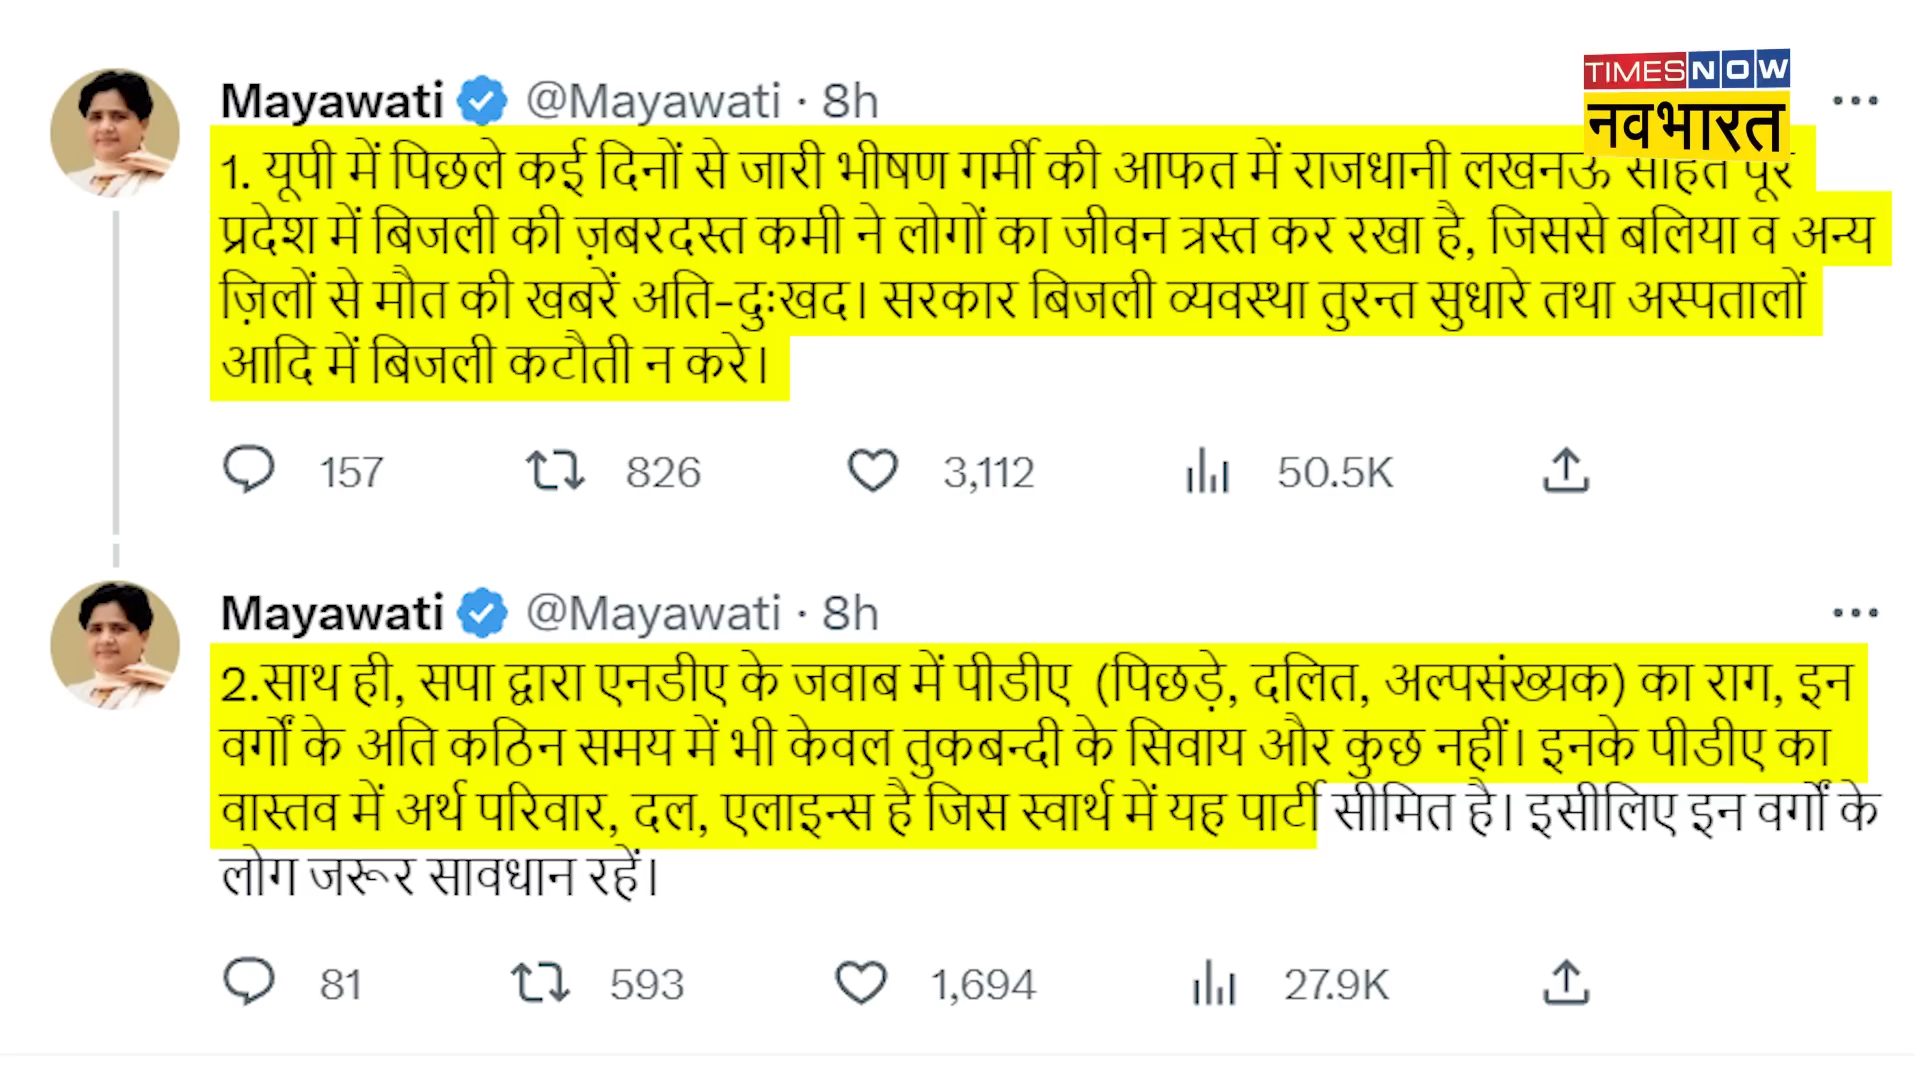 Mayawati @Mayawati · 8h
TIMES NOW
नवभारत
1. यूपी में पिछले कई दिनों से जारी भीषण गर्मी की आफत में राजधानी लखनऊ सहित पूरे
प्रदेश में बिजली की ज़बरदस्त कमी ने लोगों का जीवन त्रस्त कर रखा है, जिससे बलिया व अन्य
ज़िलों से मौत की खबरें अति-दुःखद। सरकार बिजली व्यवस्था तुरन्त सुधारे तथा अस्पतालों
आदि में बिजली कटौती न करे।
157 826 3,112 50.5K
Mayawati @Mayawati · 8h
2.साथ ही, सपा द्वारा एनडीए के जवाब में पीडीए (पिछड़े, दलित, अल्पसंख्यक) का राग, इन
वर्गों के अति कठिन समय में भी केवल तुकबन्दी के सिवाय और कुछ नहीं। इनके पीडीए का
वास्तव में अर्थ परिवार, दल, एलाइन्स है जिस स्वार्थ में यह पार्टी सीमित है। इसीलिए इन वर्गों के
लोग जरूर सावधान रहें।
81 593 1,694 27.9K